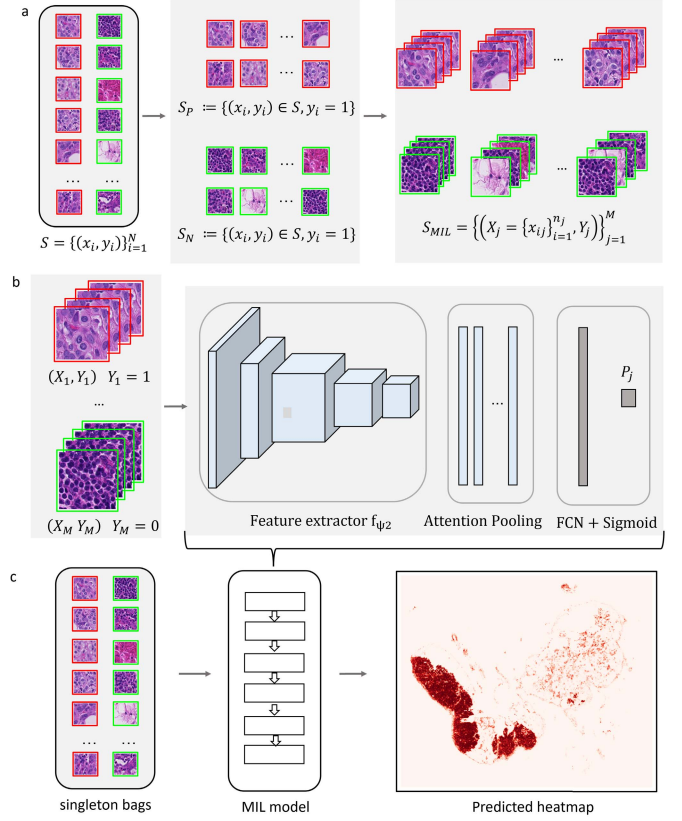 a
... ...
...
...
S_P ≔ {(x_i, y_i) ∈ S, y_i = 1}
...
...
S_N ≔ {(x_i, y_i) ∈ S, y_i = 1}
...
...
S_MIL = {(X_j = {x_ij}_{i=1}^{n_j}, Y_j)}_{j=1}^{M}
S = {(x_i, y_i)}_{i=1}^{N}
b
(X_1, Y_1) Y_1 = 1
...
(X_M Y_M) Y_M = 0
...
P_j
Feature extractor f_ψ2
Attention Pooling
FCN + Sigmoid
c
... ...
singleton bags
MIL model
Predicted heatmap